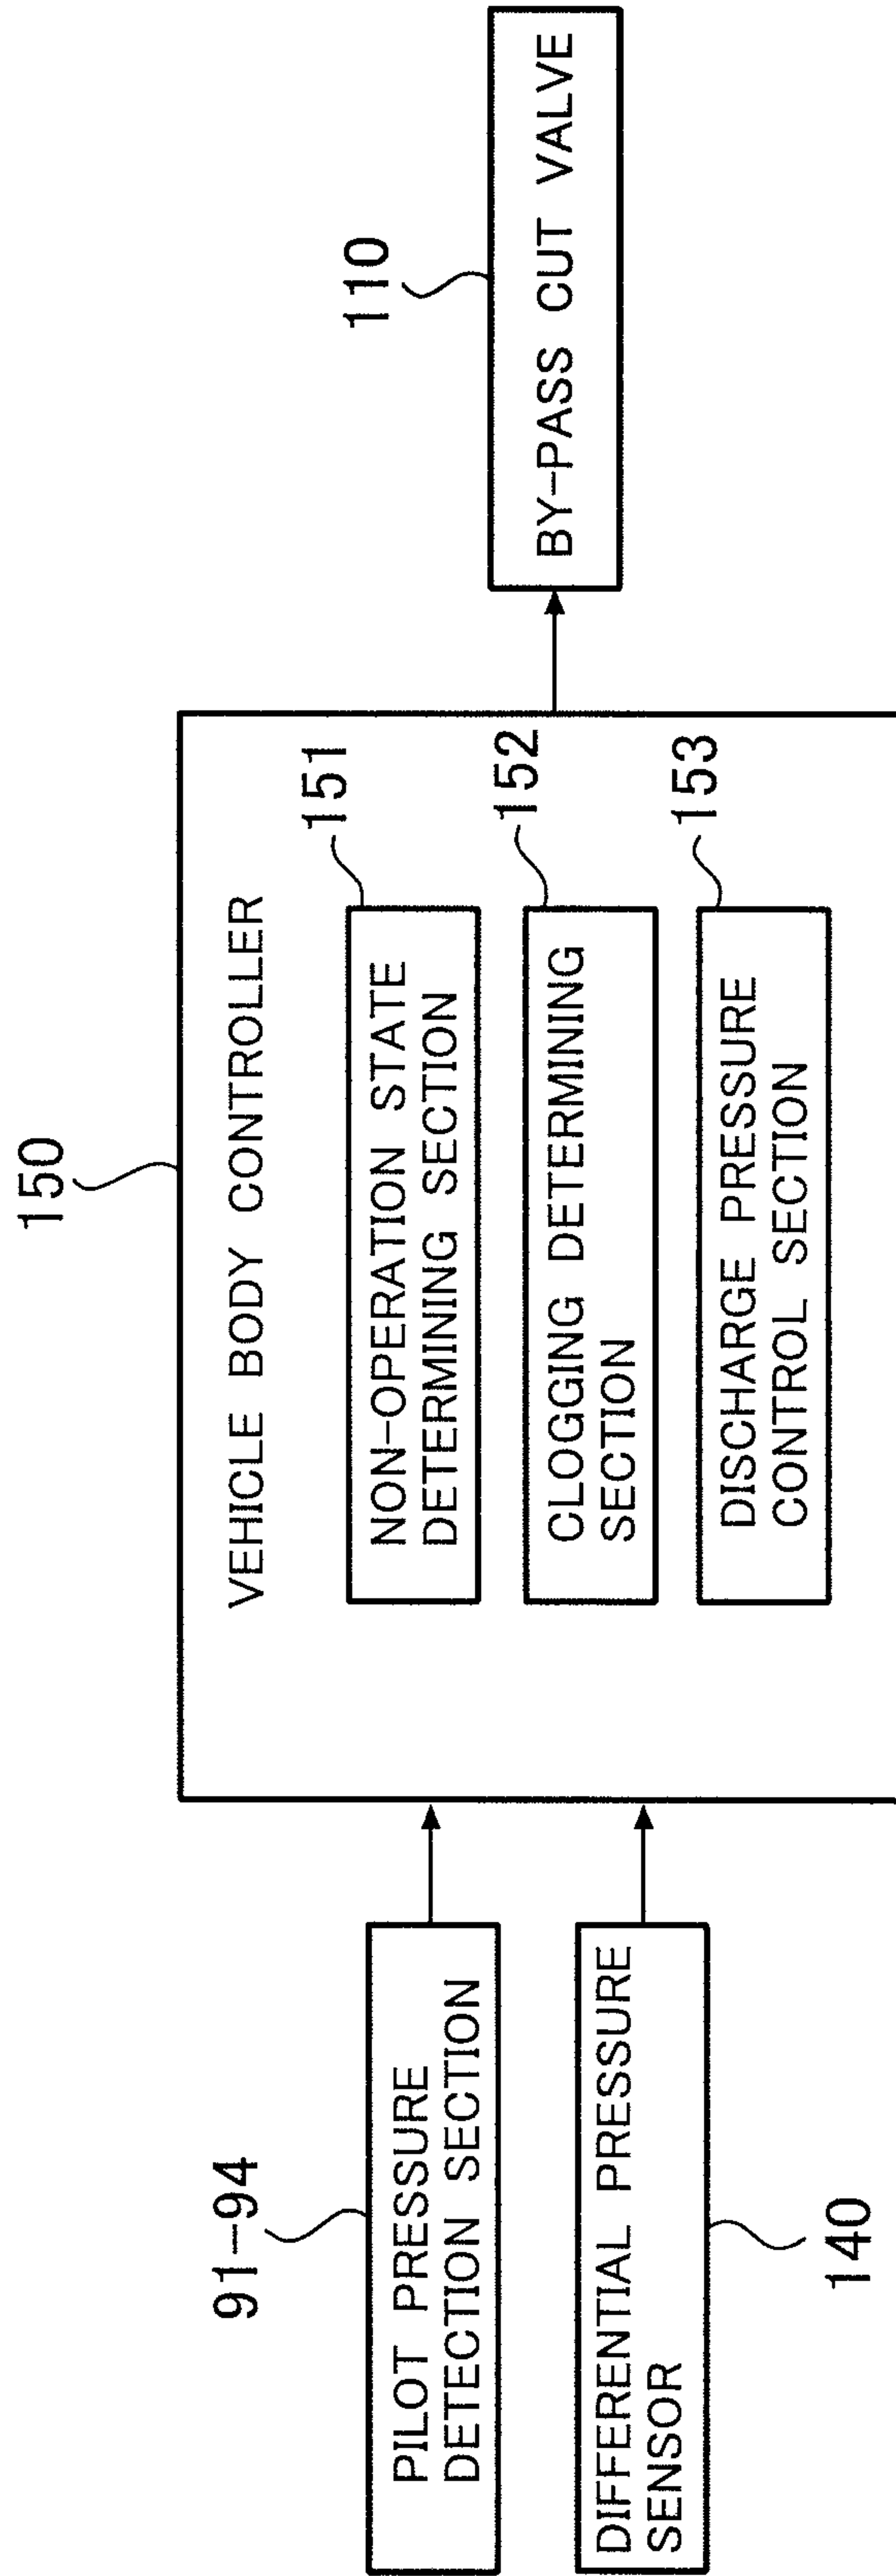 150
VEHICLE BODY CONTROLLER
91-94
PILOT PRESSURE
DETECTION SECTION
DIFFERENTIAL PRESSURE
SENSOR
140
151
NON-OPERATION STATE
DETERMINING SECTION
152
CLOGGING DETERMINING
SECTION
153
DISCHARGE PRESSURE
CONTROL SECTION
110
BY-PASS CUT VALVE